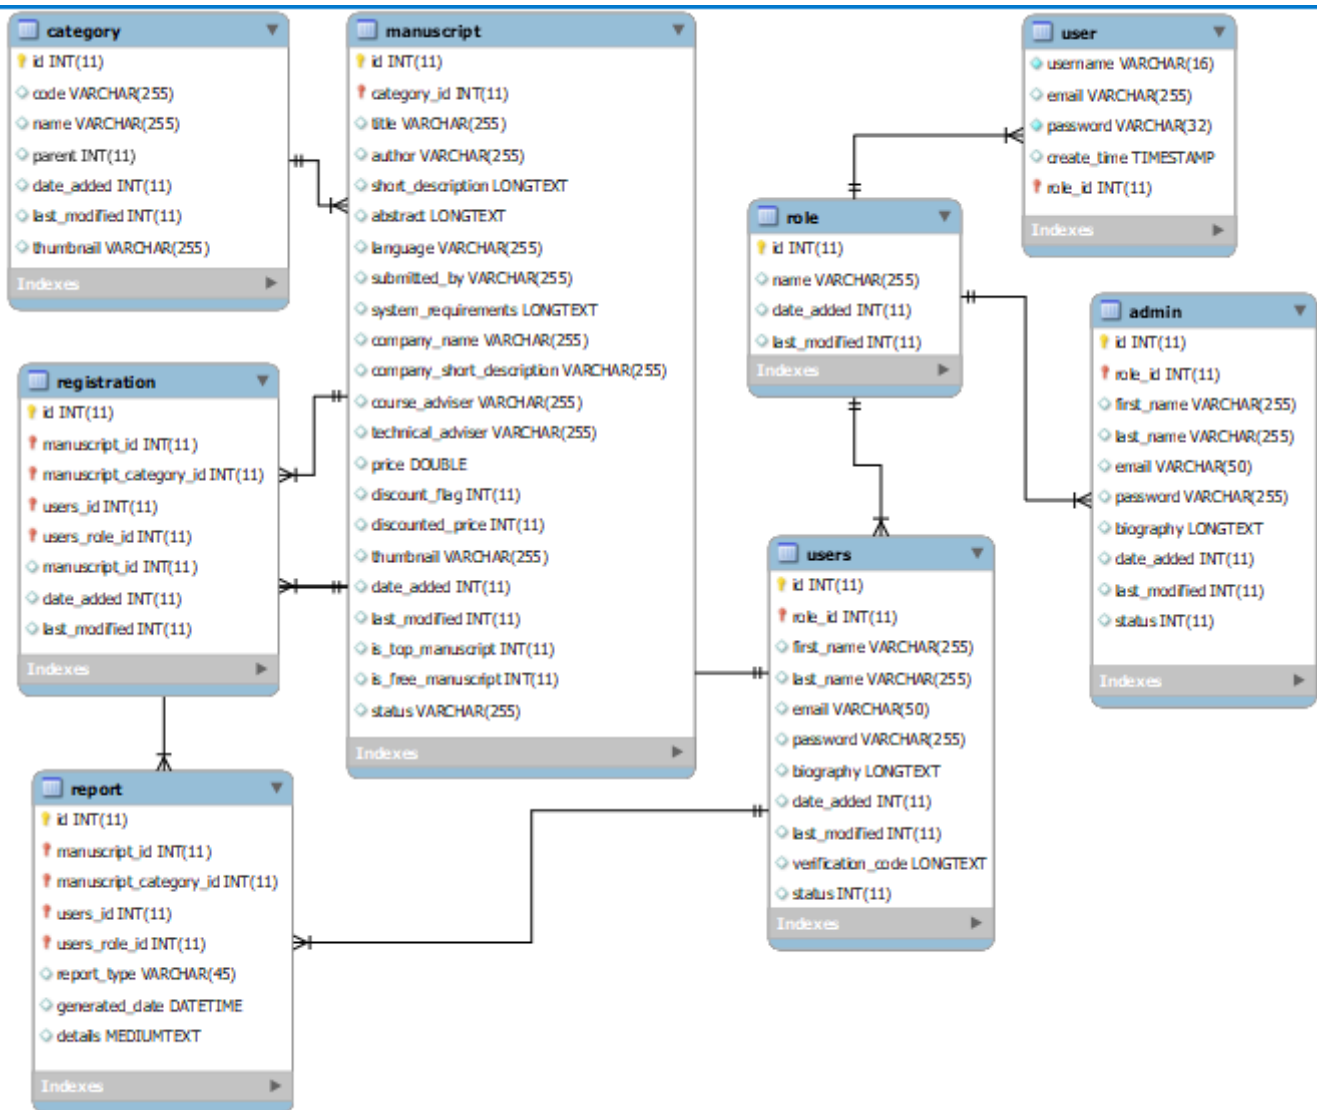 category
id INT(11)
code VARCHAR(255)
name VARCHAR(255)
parent INT(11)
date_added INT(11)
last_modified INT(11)
thumbnail VARCHAR(255)
Indexes
manuscript
id INT(11)
category_id INT(11)
title VARCHAR(255)
author VARCHAR(255)
short_description LONGTEXT
abstract LONGTEXT
language VARCHAR(255)
submitted_by VARCHAR(255)
system_requirements LONGTEXT
company_name VARCHAR(255)
company_short_description VARCHAR(255)
course_adviser VARCHAR(255)
technical_adviser VARCHAR(255)
price DOUBLE
discount_flag INT(11)
discounted_price INT(11)
thumbnail VARCHAR(255)
date_added INT(11)
last_modified INT(11)
is_top_manuscript INT(11)
is_free_manuscript INT(11)
status VARCHAR(255)
Indexes
user
username VARCHAR(16)
email VARCHAR(255)
password VARCHAR(32)
create_time TIMESTAMP
role_id INT(11)
Indexes
role
id INT(11)
name VARCHAR(255)
date_added INT(11)
last_modified INT(11)
Indexes
admin
id INT(11)
role_id INT(11)
first_name VARCHAR(255)
last_name VARCHAR(255)
email VARCHAR(50)
password VARCHAR(255)
biography LONGTEXT
date_added INT(11)
last_modified INT(11)
status INT(11)
Indexes
registration
id INT(11)
manuscript_id INT(11)
manuscript_category_id INT(11)
users_id INT(11)
users_role_id INT(11)
manuscript_id INT(11)
date_added INT(11)
last_modified INT(11)
Indexes
users
id INT(11)
role_id INT(11)
first_name VARCHAR(255)
last_name VARCHAR(255)
email VARCHAR(50)
password VARCHAR(255)
biography LONGTEXT
date_added INT(11)
last_modified INT(11)
verification_code LONGTEXT
status INT(11)
Indexes
report
id INT(11)
manuscript_id INT(11)
manuscript_category_id INT(11)
users_id INT(11)
users_role_id INT(11)
report_type VARCHAR(45)
generated_date DATETIME
details MEDIUMTEXT
Indexes